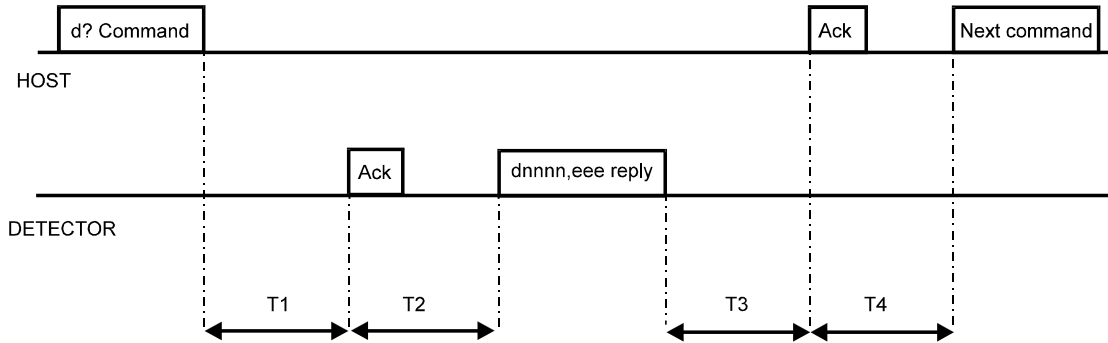 d? Command
Ack
Next command
HOST
Ack
dnnnn,eee reply
DETECTOR
T1
T2
T3
T4